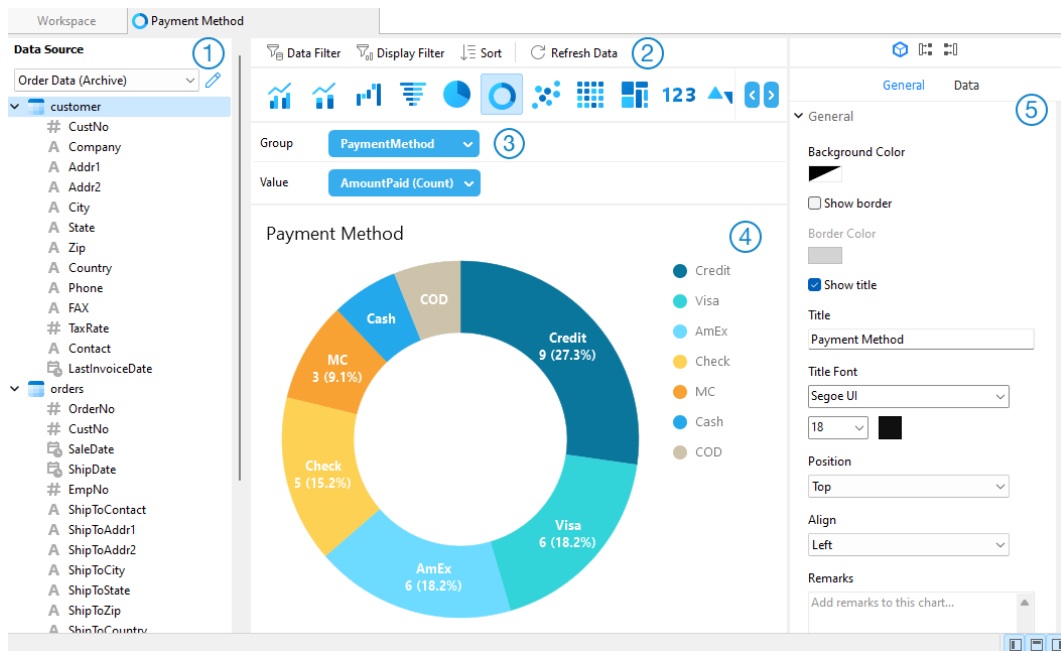 Workspace
Payment Method
Data Source
1
Order Data (Archive)
customer
# CustNo
A Company
A Addr1
A Addr2
A City
A State
A Zip
A Country
A Phone
A FAX
# TaxRate
A Contact
LastInvoiceDate
orders
# OrderNo
# CustNo
SaleDate
ShipDate
# EmpNo
A ShipToContact
A ShipToAddr1
A ShipToAddr2
A ShipToCity
A ShipToState
A ShipToZip
A ShipToCountry
Data Filter Display Filter Sort Refresh Data 2
123
Group PaymentMethod 3
Value AmountPaid (Count)
Payment Method
4
Credit
9 (27.3%)
Visa
6 (18.2%)
AmEx
6 (18.2%)
Check
5 (15.2%)
MC
3 (9.1%)
Cash
COD
Credit
Visa
AmEx
Check
MC
Cash
COD
General Data
5
General
Background Color
Show border
Border Color
Show title
Title
Payment Method
Title Font
Segoe UI
18
Position
Top
Align
Left
Remarks
Add remarks to this chart...